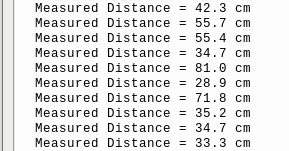 Measured Distance = 42.3 cm
Measured Distance = 55.7 cm
Measured Distance = 55.4 cm
Measured Distance = 34.7 cm
Measured Distance = 81.0 cm
Measured Distance = 28.9 cm
Measured Distance = 71.8 cm
Measured Distance = 35.2 cm
Measured Distance = 34.7 cm
Measured Distance = 33.3 cm